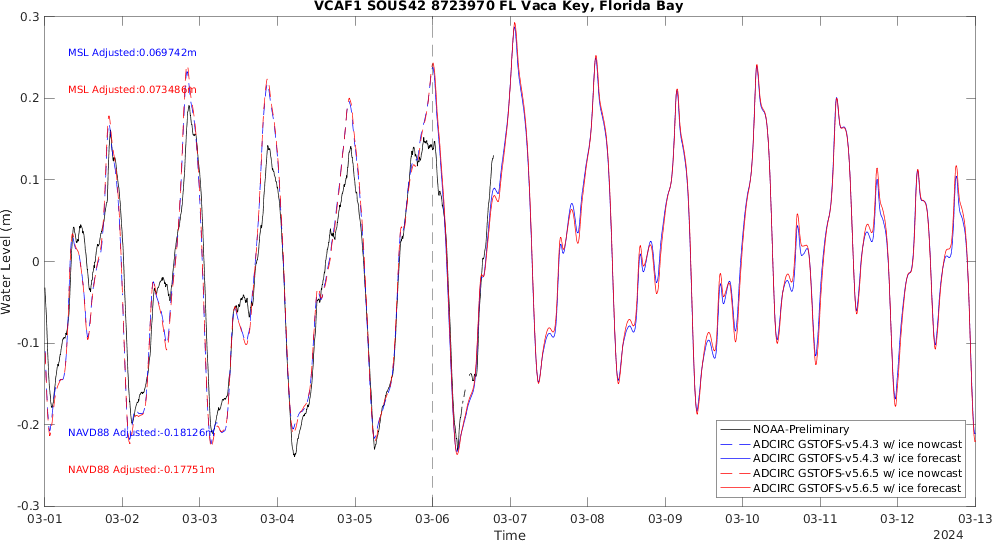 VCAF1 SOUS42 8723970 FL Vaca Key, Florida Bay
0.3
0.2
0.1
0
-0.1
-0.2
-0.3
Water Level (m)
MSL Adjusted:0.069742m
MSL Adjusted:0.073486m
NAVD88 Adjusted:-0.18126m
NAVD88 Adjusted:-0.17751m
NOAA-Preliminary
ADCIRC GSTOFS-v5.4.3 w/ ice nowcast
ADCIRC GSTOFS-v5.4.3 w/ ice forecast
ADCIRC GSTOFS-v5.6.5 w/ ice nowcast
ADCIRC GSTOFS-v5.6.5 w/ ice forecast
03-01 03-02 03-03 03-04 03-05 03-06 03-07 03-08 03-09 03-10 03-11 03-12 03-13
Time
2024